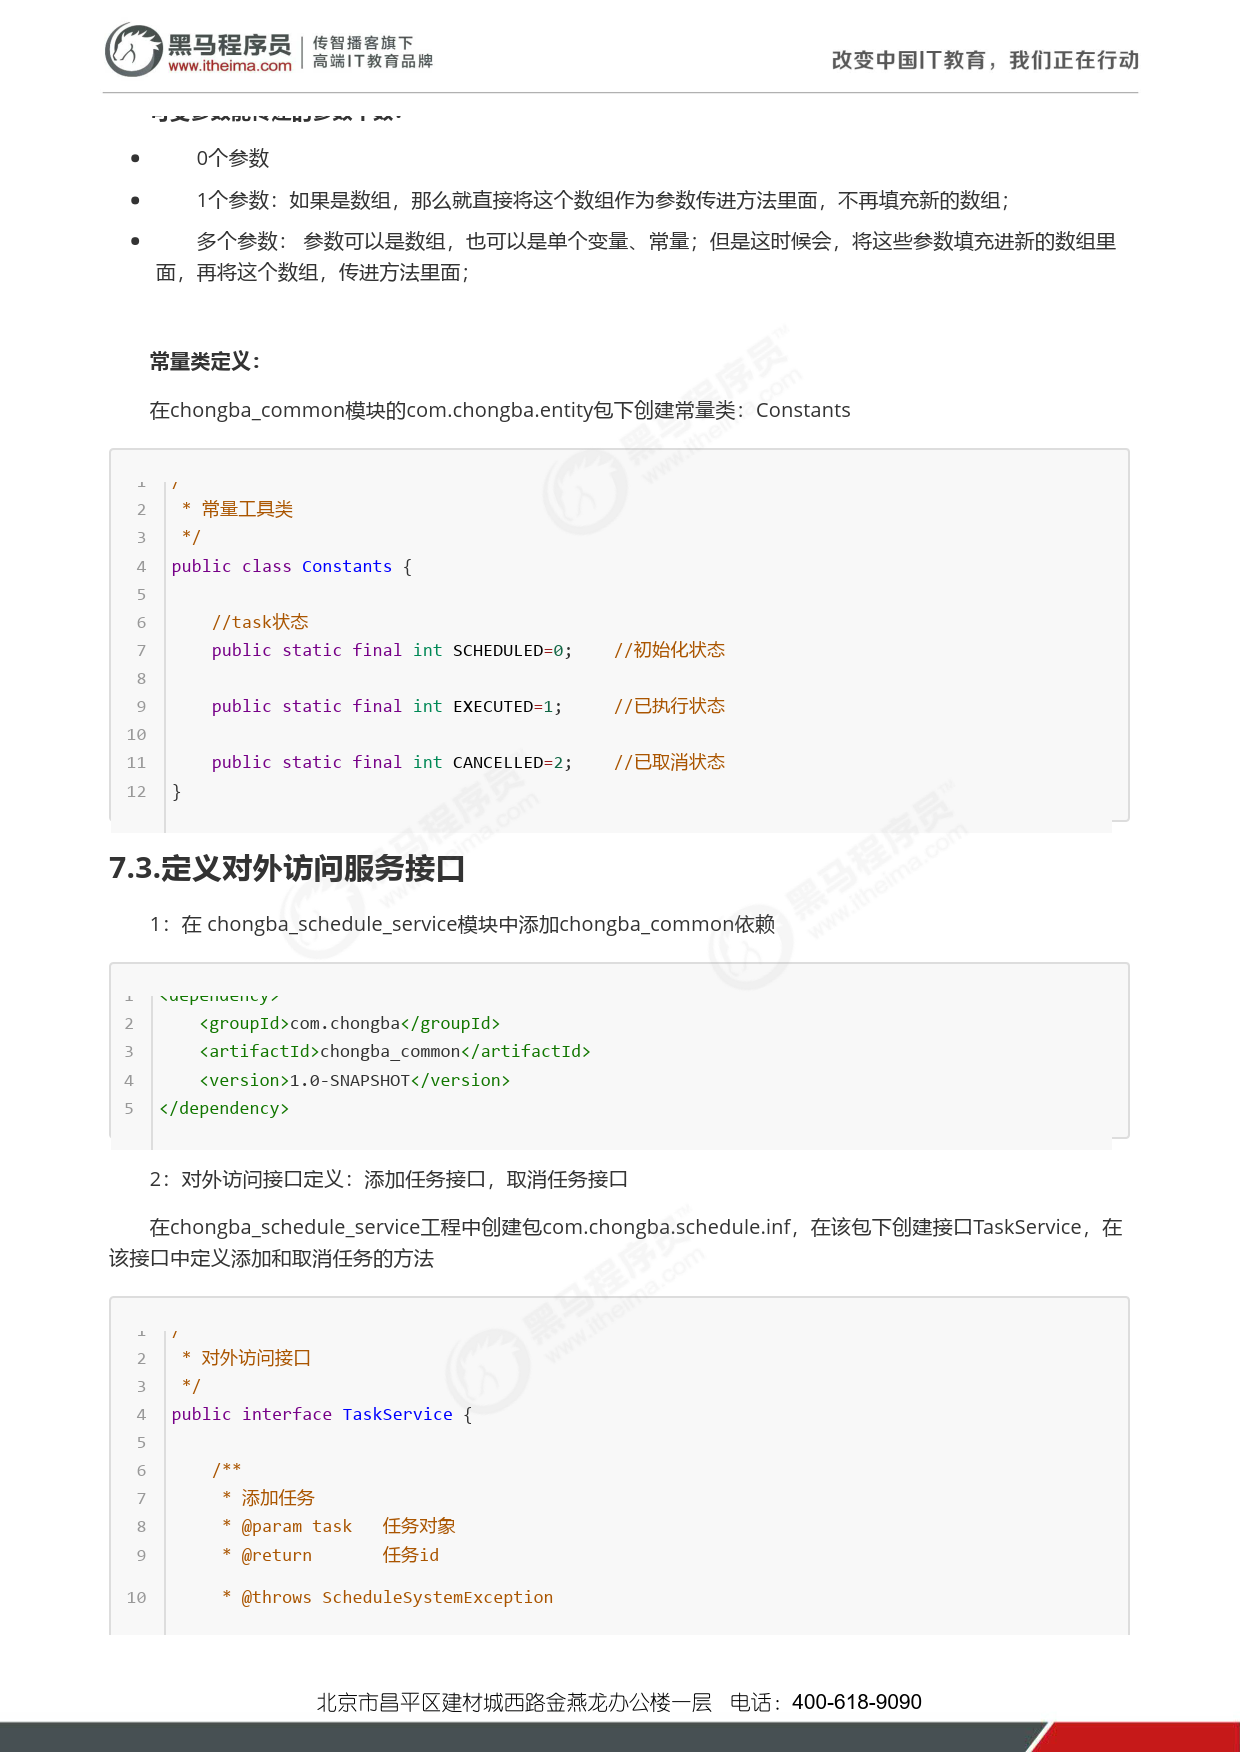 黑马程序员
www.itheima.com
传智播客旗下
高端IT教育品牌
改变中国IT教育，我们正在行动
可变参数能传递的参数个数：
0个参数
1个参数：如果是数组，那么就直接将这个数组作为参数传进方法里面，不再填充新的数组；
多个参数： 参数可以是数组，也可以是单个变量、常量；但是这时候会，将这些参数填充进新的数组里
面，再将这个数组，传进方法里面；
常量类定义：
在chongba_common模块的com.chongba.entity包下创建常量类：Constants
1 /
2  * 常量工具类
3  */
4 public class Constants {
5
6     //task状态
7     public static final int SCHEDULED=0;    //初始化状态
8
9     public static final int EXECUTED=1;     //已执行状态
10
11     public static final int CANCELLED=2;    //已取消状态
12 }
7.3.定义对外访问服务接口
1：在 chongba_schedule_service模块中添加chongba_common依赖
1 <dependency>
2     <groupId>com.chongba</groupId>
3     <artifactId>chongba_common</artifactId>
4     <version>1.0-SNAPSHOT</version>
5 </dependency>
2：对外访问接口定义：添加任务接口，取消任务接口
在chongba_schedule_service工程中创建包com.chongba.schedule.inf，在该包下创建接口TaskService，在
该接口中定义添加和取消任务的方法
1 /
2  * 对外访问接口
3  */
4 public interface TaskService {
5
6     /**
7      * 添加任务
8      * @param task   任务对象
9      * @return       任务id
10      * @throws ScheduleSystemException
北京市昌平区建材城西路金燕龙办公楼一层   电话：400-618-9090